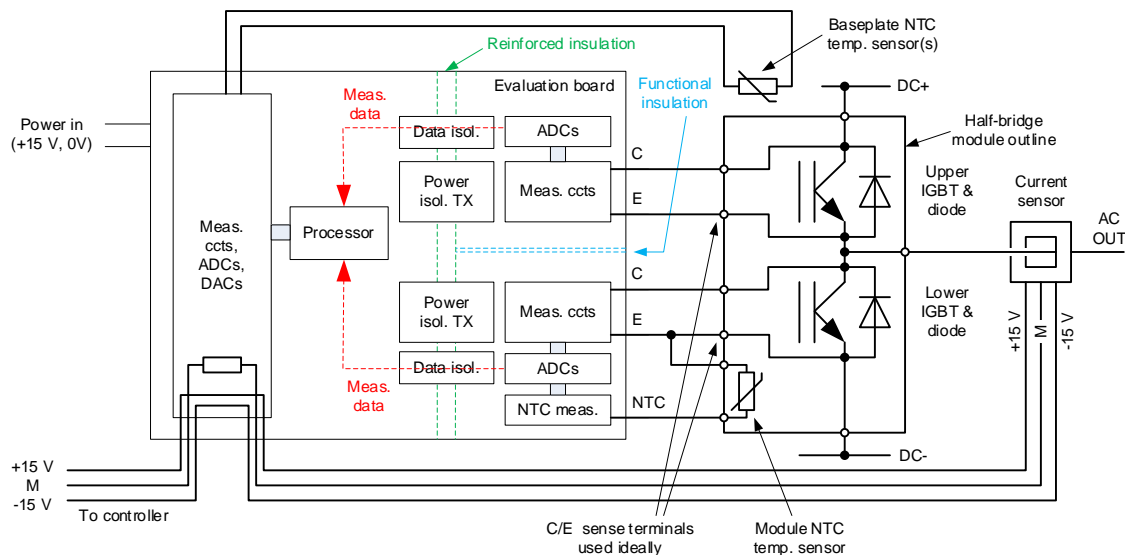 Baseplate NTC
temp. sensor(s)
Reinforced insulation
Evaluation board
Functional
insulation
DC+
Half-bridge
module outline
Power in
(+15 V, 0V)
Meas.
data
Data isol.
ADCs
C
Power
isol. TX
Meas. ccts
E
Upper
IGBT &
diode
Current
sensor
AC
OUT
Meas.
ccts,
ADCs,
DACs
Processor
C
Power
isol. TX
Meas. ccts
E
Lower
IGBT &
diode
+15 V
M
-15 V
Data isol.
ADCs
Meas.
data
NTC meas.
NTC
DC-
+15 V
M
-15 V
To controller
C/E sense terminals
used ideally
Module NTC
temp. sensor